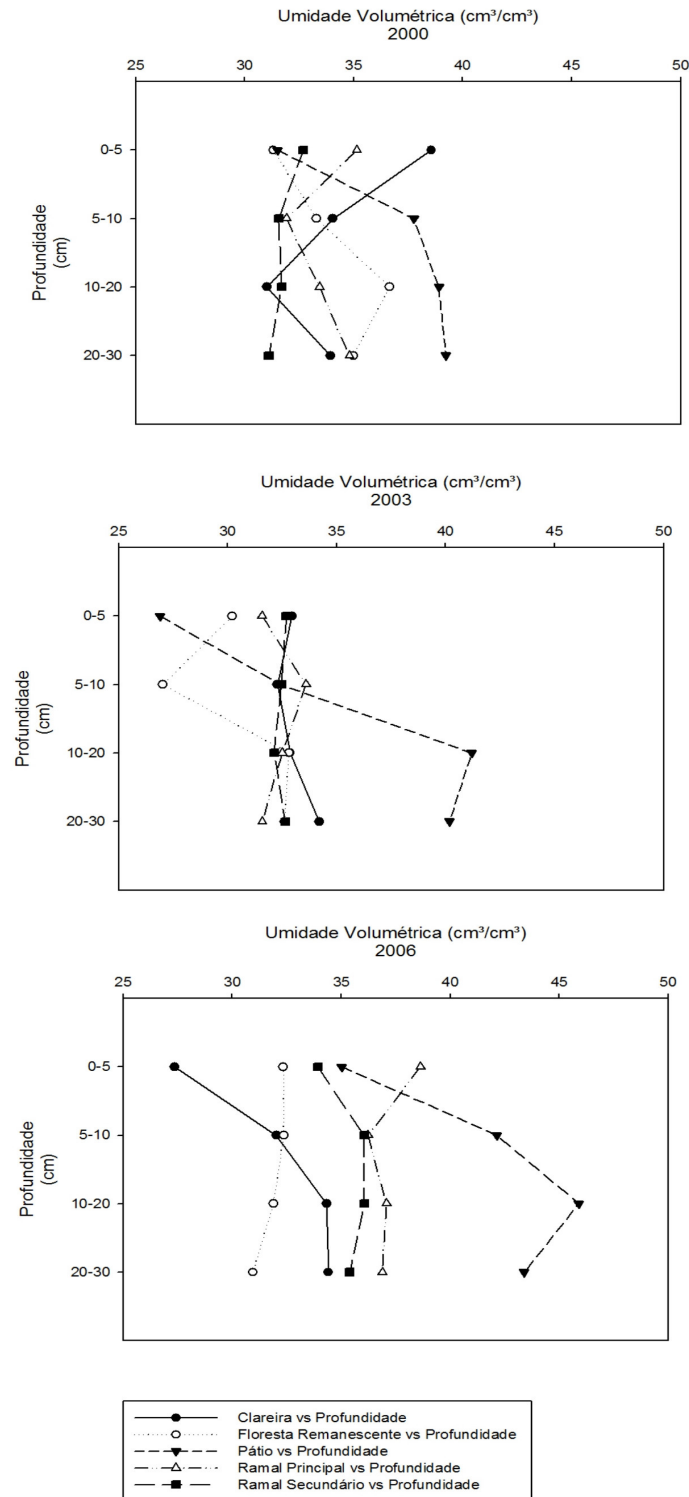 Umidade Volumétrica (cm³/cm³)
2000
25 30 35 40 45 50
0-5
5-10
10-20
20-30
Profundidade
(cm)
Umidade Volumétrica (cm³/cm³)
2003
25 30 35 40 45 50
0-5
5-10
10-20
20-30
Profundidade
(cm)
Umidade Volumétrica (cm³/cm³)
2006
25 30 35 40 45 50
0-5
5-10
10-20
20-30
Profundidade
(cm)
Clareira vs Profundidade
Floresta Remanescente vs Profundidade
Pátio vs Profundidade
Ramal Principal vs Profundidade
Ramal Secundário vs Profundidade